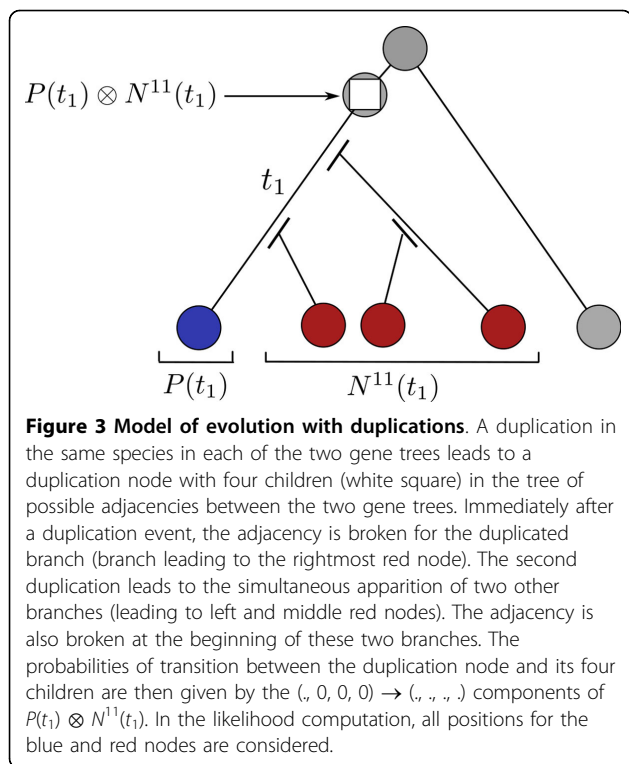 P(t₁) ⊗ N¹¹(t₁)
t₁
P(t₁) N¹¹(t₁)
Figure 3 Model of evolution with duplications. A duplication in
the same species in each of the two gene trees leads to a
duplication node with four children (white square) in the tree of
possible adjacencies between the two gene trees. Immediately after
a duplication event, the adjacency is broken for the duplicated
branch (branch leading to the rightmost red node). The second
duplication leads to the simultaneous apparition of two other
branches (leading to left and middle red nodes). The adjacency is
also broken at the beginning of these two branches. The
probabilities of transition between the duplication node and its four
children are then given by the (., 0, 0, 0) → (., ., ., .) components of
P(t₁) ⊗ N¹¹(t₁). In the likelihood computation, all positions for the
blue and red nodes are considered.